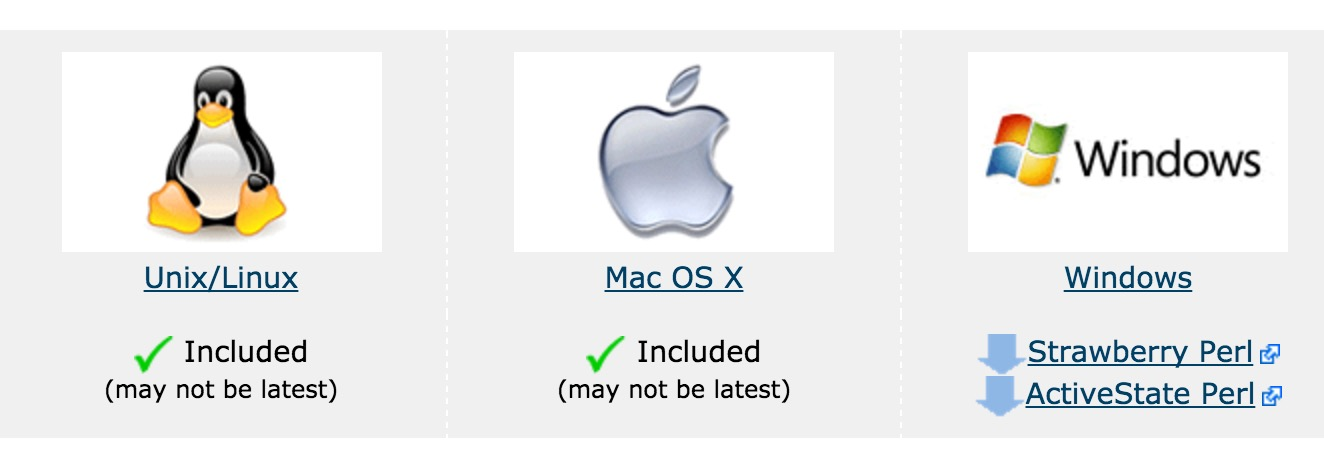 Unix/Linux
✓ Included
(may not be latest)
Mac OS X
✓ Included
(may not be latest)
Windows
Windows
Strawberry Perl
ActiveState Perl